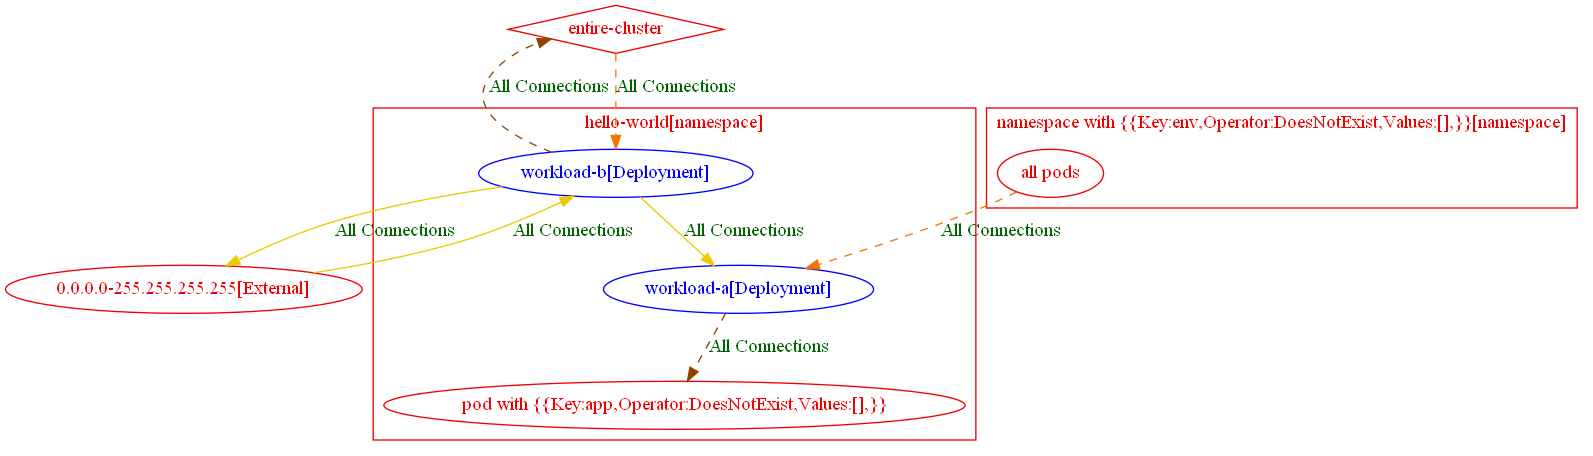 entire-cluster
All Connections
All Connections
hello-world[namespace]
namespace with {{Key:env,Operator:DoesNotExist,Values:[],}}[namespace]
workload-b[Deployment]
all pods
All Connections
All Connections
All Connections
All Connections
0.0.0.0-255.255.255.255[External]
workload-a[Deployment]
All Connections
pod with {{Key:app,Operator:DoesNotExist,Values:[],}}